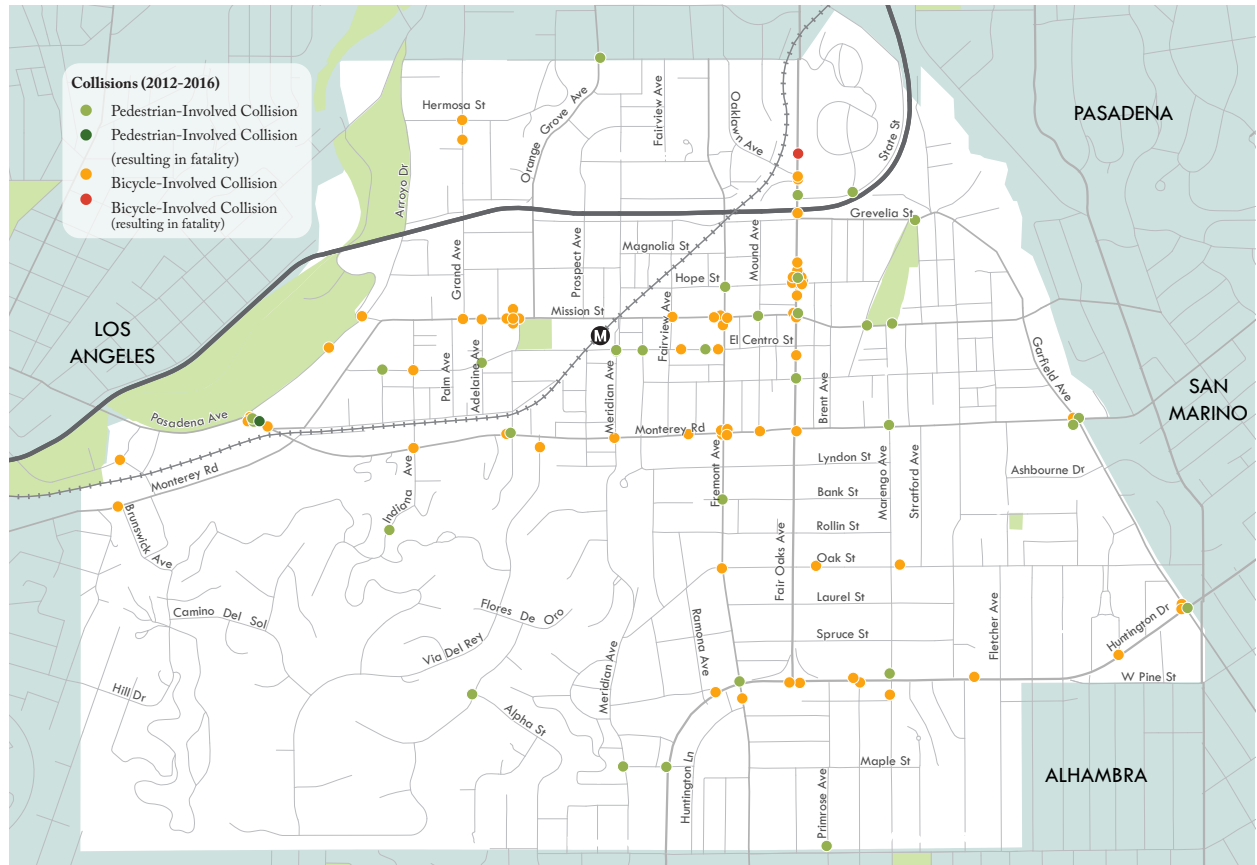 Collisions (2012-2016)
Pedestrian-Involved Collision
Pedestrian-Involved Collision
(resulting in fatality)
Bicycle-Involved Collision
Bicycle-Involved Collision
(resulting in fatality)
PASADENA
LOS
ANGELES
SAN
MARINO
ALHAMBRA
Hermosa St
Orange Grove Ave
Fairview Ave
Oaklawn Ave
State St
Arroyo Dr
Grevelia St
Magnolia St
Grand Ave
Prospect Ave
Mound Ave
Hope St
Mission St
M
Fairview Ave
El Centro St
Garfield Ave
Palm Ave
Adelaine Ave
Meridian Ave
Brent Ave
Pasadena Ave
Monterey Rd
Monterey Rd
Lyndon St
Ashbourne Dr
Indiana Ave
Fremont Ave
Marengo Ave
Stratford Ave
Bank St
Brunswick Ave
Rollin St
Fair Oaks Ave
Oak St
Laurel St
Camino Del Sol
Flores De Oro
Ramona Ave
Fletcher Ave
Huntington Dr
Spruce St
Via Del Rey
Meridian Ave
Hill Dr
W Pine St
Alpha St
Huntington Ln
Maple St
Primrose Ave